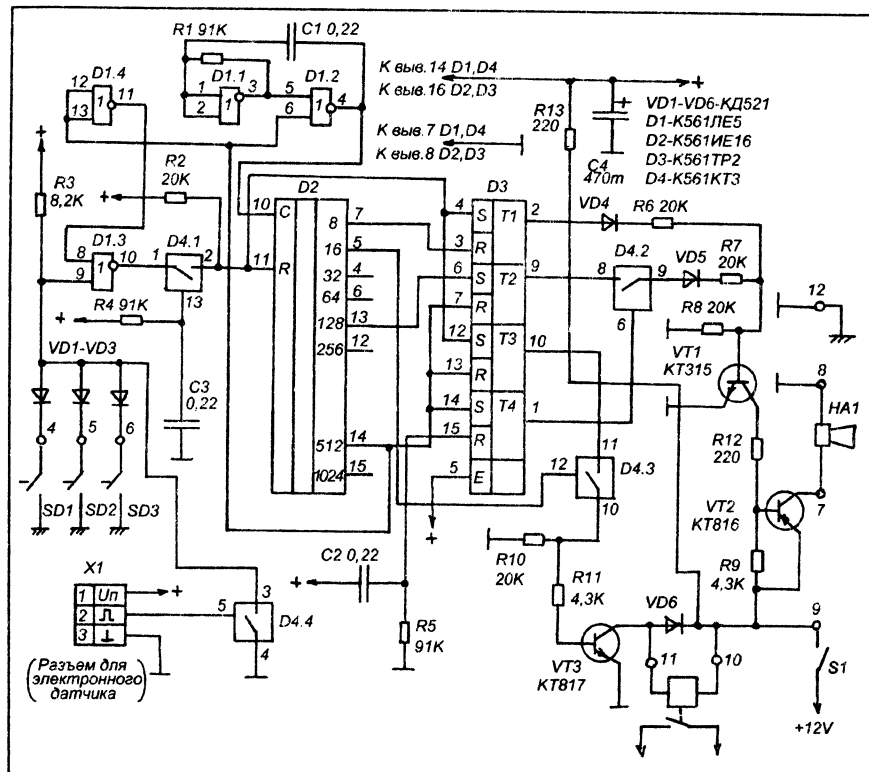 R1 91K
C1 0,22
D1.4
D1.1
D1.2
12
13
11
1
1
2
3
1
5
6
4
1
К выв.14 D1,D4
К выв.16 D2,D3
К выв.7 D1,D4
К выв.8 D2,D3
+
R13
220
+
C4
470m
VD1-VD6-КД521
D1-К561ЛЕ5
D2-К561ИЕ16
D3-К561ТР2
D4-К561КТ3
+
R3
8,2K
R2
20K
+
D1.3
8
9
10
1
D4.1
1
2
13
R4 91K
+
C3
0,22
D2
10
C
11
R
8
7
16
5
32
4
64
6
128
13
256
12
512
14
1024
15
D3
4
S
T1
2
3
R
6
S
T2
9
7
R
12
S
T3
10
13
R
14
S
T4
1
15
R
5
E
+
VD4
R6 20K
D4.2
8
9
6
VD5
R7
20K
R8 20K
12
VT1
КТ315
8
HA1
7
R12
220
VT2
КТ816
R9
4,3K
VD1-VD3
4
5
6
SD1
SD2
SD3
11
12
D4.3
10
C2 0,22
+
R10
20K
R11
4,3K
R5
91K
VD6
VT3
КТ817
11
10
9
S1
+12V
X1
1
Uп
+
2
3
(Разъем для
электронного
датчика)
3
5
D4.4
4